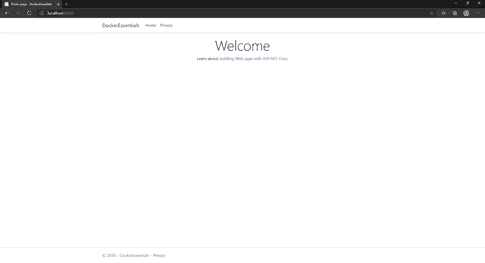 Home page - DockerEssentials
localhost
DockerEssentials Home Privacy
Welcome
Learn about building Web apps with ASP.NET Core.
© 2020 - DockerEssentials - Privacy